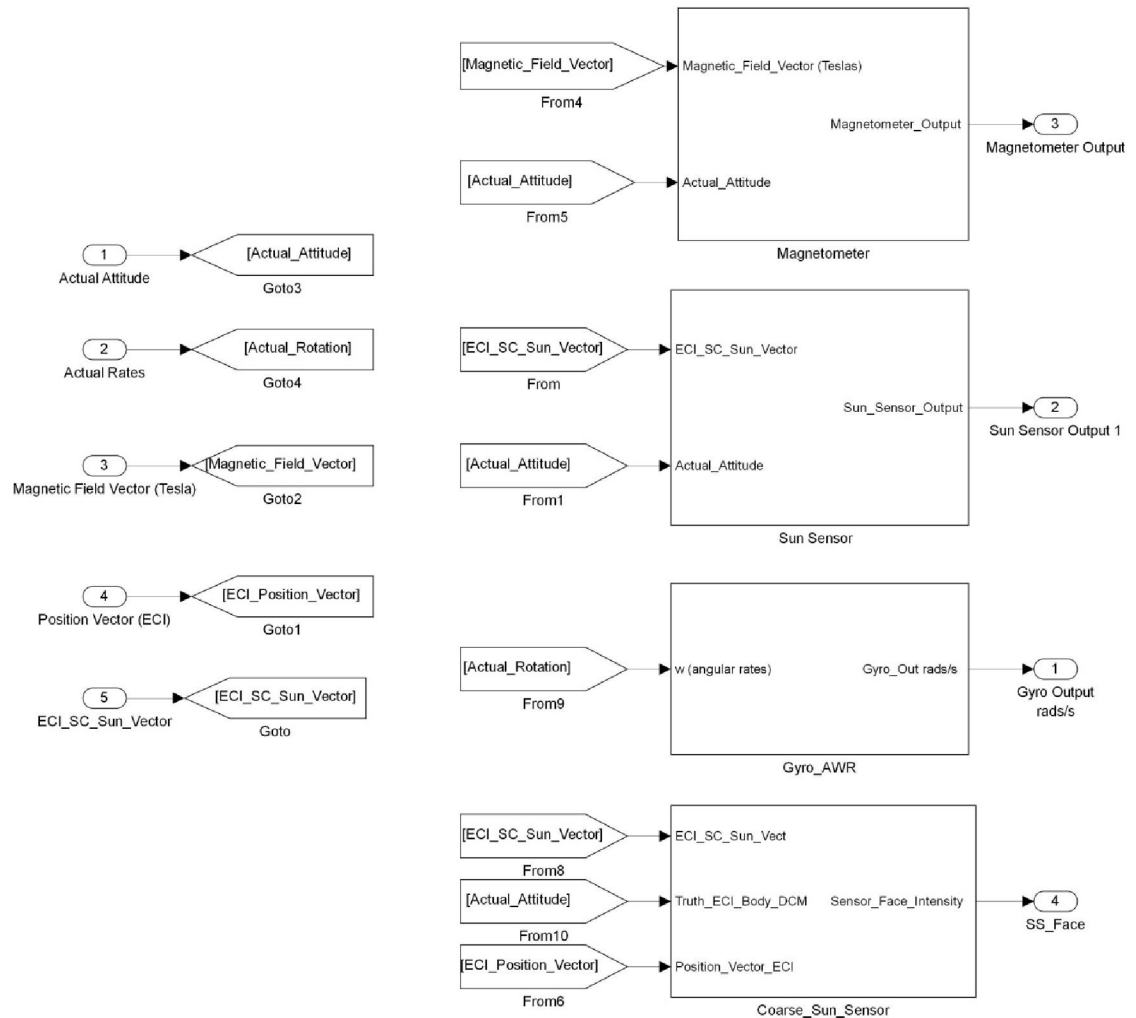 1
Actual Attitude
[Actual_Attitude]
Goto3
2
Actual Rates
[Actual_Rotation]
Goto4
3
Magnetic Field Vector (Tesla)
[Magnetic_Field_Vector]
Goto2
4
Position Vector (ECI)
[ECI_Position_Vector]
Goto1
5
ECI_SC_Sun_Vector
[ECI_SC_Sun_Vector]
Goto
[Magnetic_Field_Vector]
From4
[Actual_Attitude]
From5
Magnetic_Field_Vector (Teslas)
Magnetometer_Output
Actual_Attitude
Magnetometer
3
Magnetometer Output
[ECI_SC_Sun_Vector]
From
[Actual_Attitude]
From1
ECI_SC_Sun_Vector
Sun_Sensor_Output
Actual_Attitude
Sun Sensor
2
Sun Sensor Output 1
[Actual_Rotation]
From9
w (angular rates)
Gyro_Out rads/s
Gyro_AWR
1
Gyro Output
rads/s
[ECI_SC_Sun_Vector]
From8
[Actual_Attitude]
From10
[ECI_Position_Vector]
From6
ECI_SC_Sun_Vect
Truth_ECI_Body_DCM
Sensor_Face_Intensity
Position_Vector_ECI
Coarse_Sun_Sensor
4
SS_Face